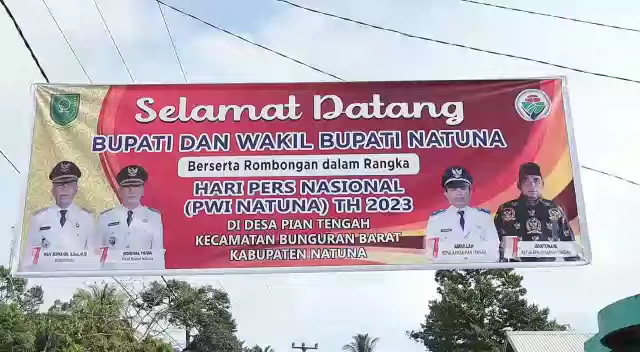 Selamat Datang
BUPATI DAN WAKIL BUPATI NATUNA
Berserta Rombongan dalam Rangka
HARI PERS NASIONAL
(PWI NATUNA) TH 2023
DI DESA PIAN TENGAH
KECAMATAN BUNGURAN BARAT
KABUPATEN NATUNA
ABDULLAH